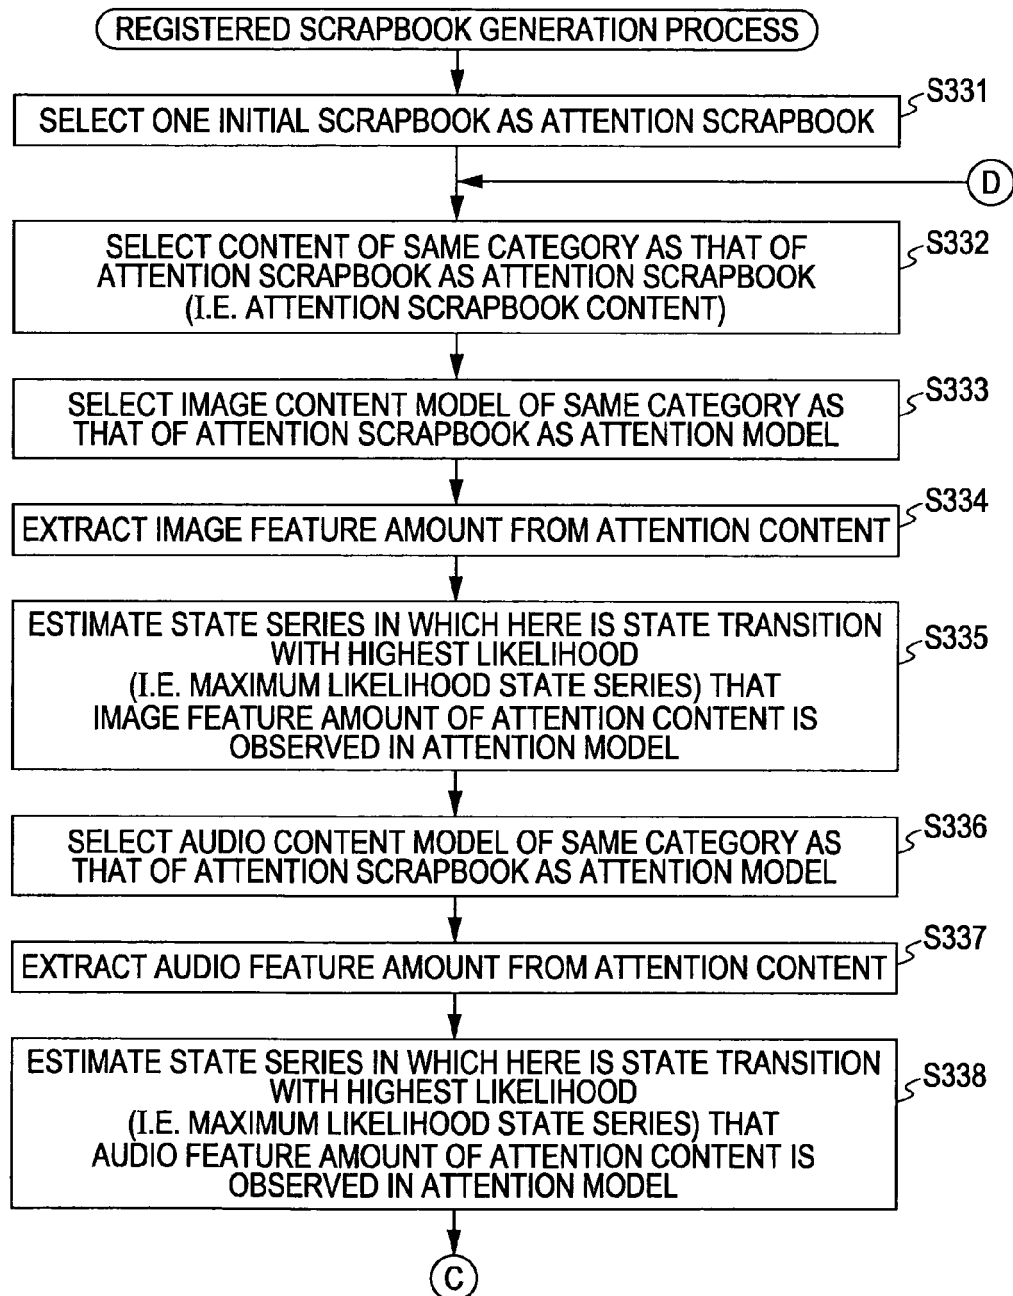 REGISTERED SCRAPBOOK GENERATION PROCESS
S331
SELECT ONE INITIAL SCRAPBOOK AS ATTENTION SCRAPBOOK
D
S332
SELECT CONTENT OF SAME CATEGORY AS THAT OF
ATTENTION SCRAPBOOK AS ATTENTION SCRAPBOOK
(I.E. ATTENTION SCRAPBOOK CONTENT)
S333
SELECT IMAGE CONTENT MODEL OF SAME CATEGORY AS
THAT OF ATTENTION SCRAPBOOK AS ATTENTION MODEL
S334
EXTRACT IMAGE FEATURE AMOUNT FROM ATTENTION CONTENT
S335
ESTIMATE STATE SERIES IN WHICH HERE IS STATE TRANSITION
WITH HIGHEST LIKELIHOOD
(I.E. MAXIMUM LIKELIHOOD STATE SERIES) THAT
IMAGE FEATURE AMOUNT OF ATTENTION CONTENT IS
OBSERVED IN ATTENTION MODEL
S336
SELECT AUDIO CONTENT MODEL OF SAME CATEGORY AS
THAT OF ATTENTION SCRAPBOOK AS ATTENTION MODEL
S337
EXTRACT AUDIO FEATURE AMOUNT FROM ATTENTION CONTENT
S338
ESTIMATE STATE SERIES IN WHICH HERE IS STATE TRANSITION
WITH HIGHEST LIKELIHOOD
(I.E. MAXIMUM LIKELIHOOD STATE SERIES) THAT
AUDIO FEATURE AMOUNT OF ATTENTION CONTENT IS
OBSERVED IN ATTENTION MODEL
C